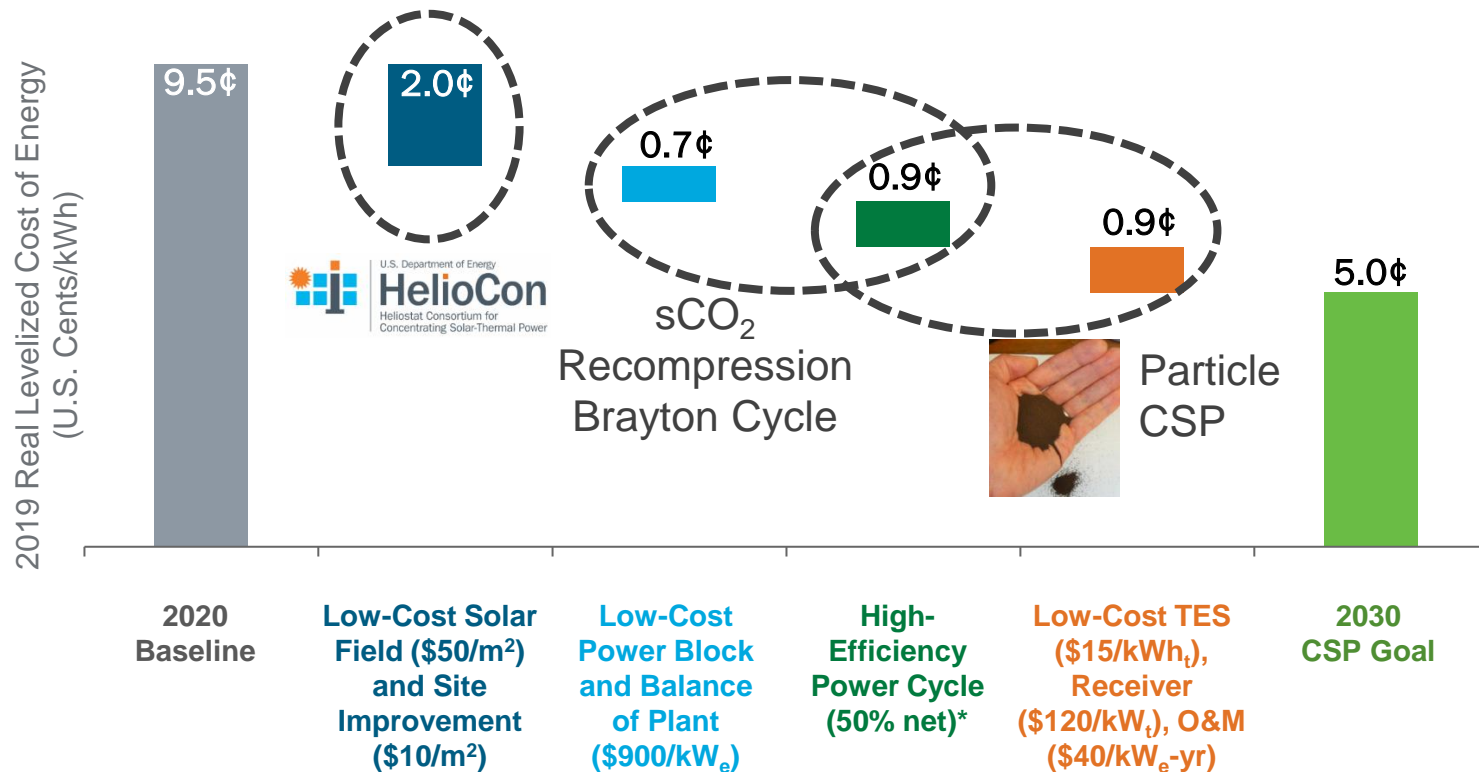 2019 Real Levelized Cost of Energy
(U.S. Cents/kWh)
9.5¢
2.0¢
0.7¢
0.9¢
0.9¢
5.0¢
U.S. Department of Energy
HelioCon
Heliostat Consortium for
Concentrating Solar-Thermal Power
sCO₂
Recompression
Brayton Cycle
Particle
CSP
2020
Baseline
Low-Cost Solar
Field ($50/m²)
and Site
Improvement
($10/m²)
Low-Cost
Power Block
and Balance
of Plant
($900/kWₑ)
High-
Efficiency
Power Cycle
(50% net)*
Low-Cost TES
($15/kWhₜ),
Receiver
($120/kWₜ), O&M
($40/kWₑ-yr)
2030
CSP Goal